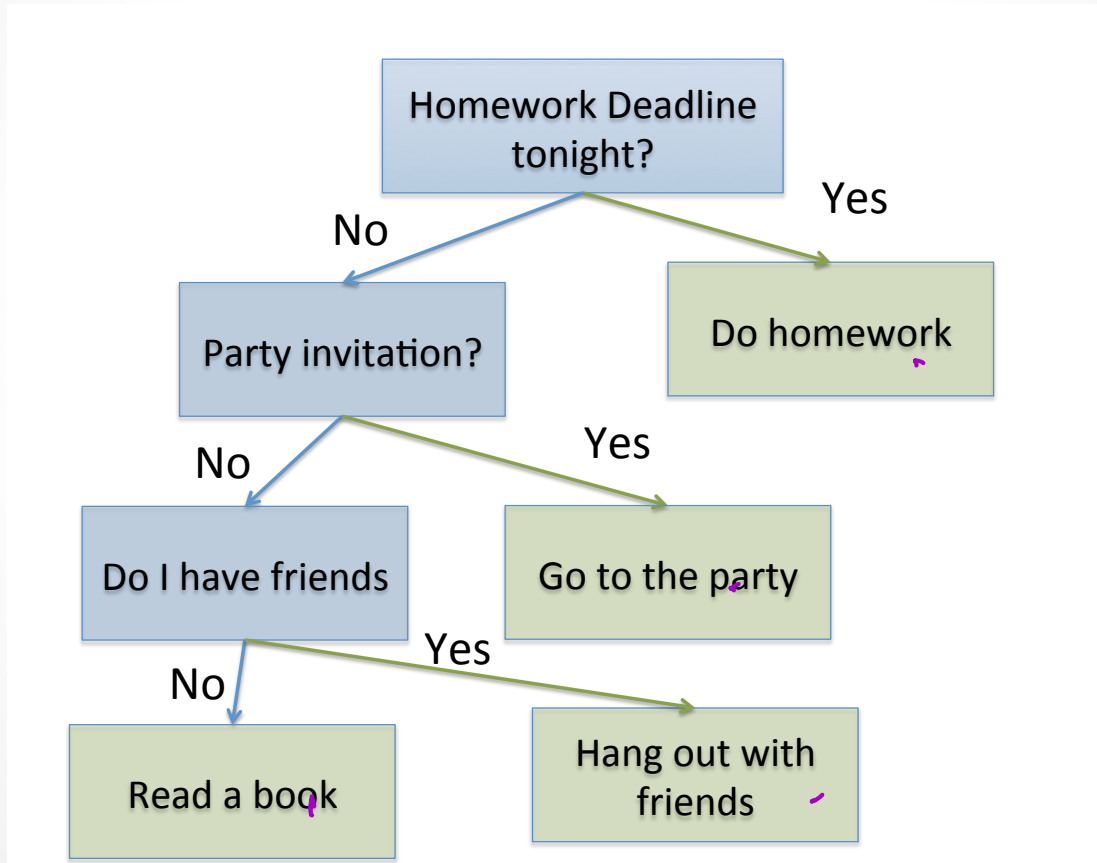 Homework Deadline
tonight?
No
Yes
Party invitation?
Do homework
No
Yes
Do I have friends
Go to the party
No
Yes
Read a book
Hang out with
friends